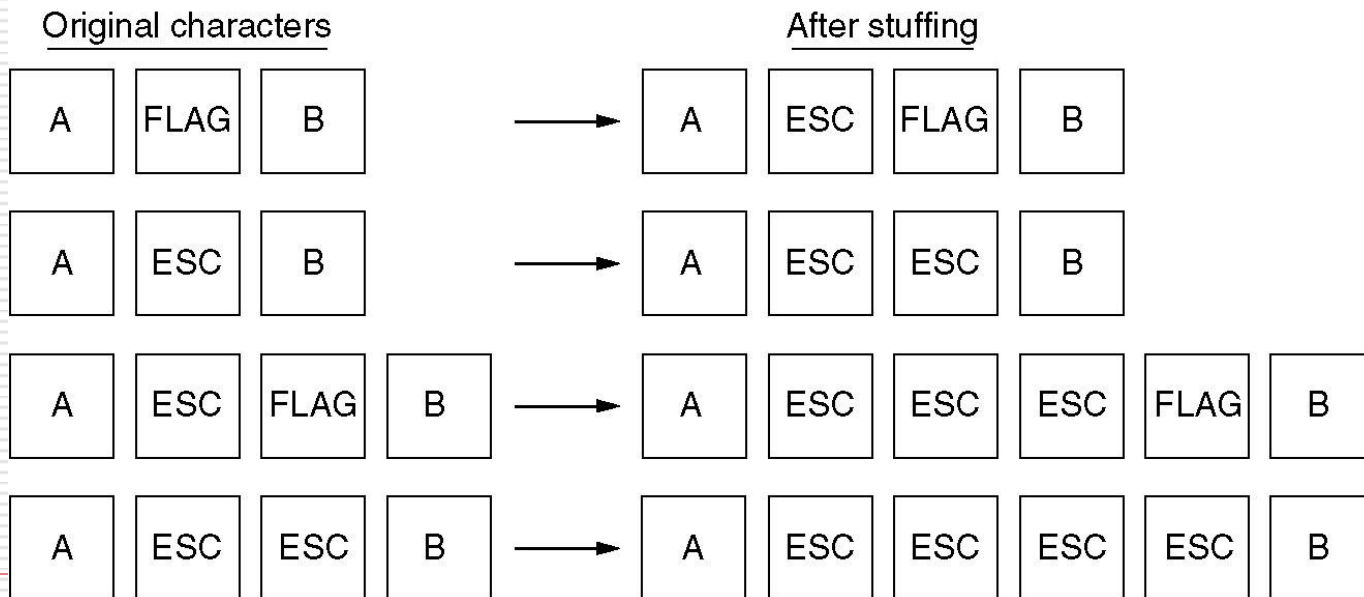 Original characters After stuffing
A FLAG B A ESC FLAG B
A ESC B A ESC ESC B
A ESC FLAG B A ESC ESC ESC FLAG B
A ESC ESC B A ESC ESC ESC ESC B